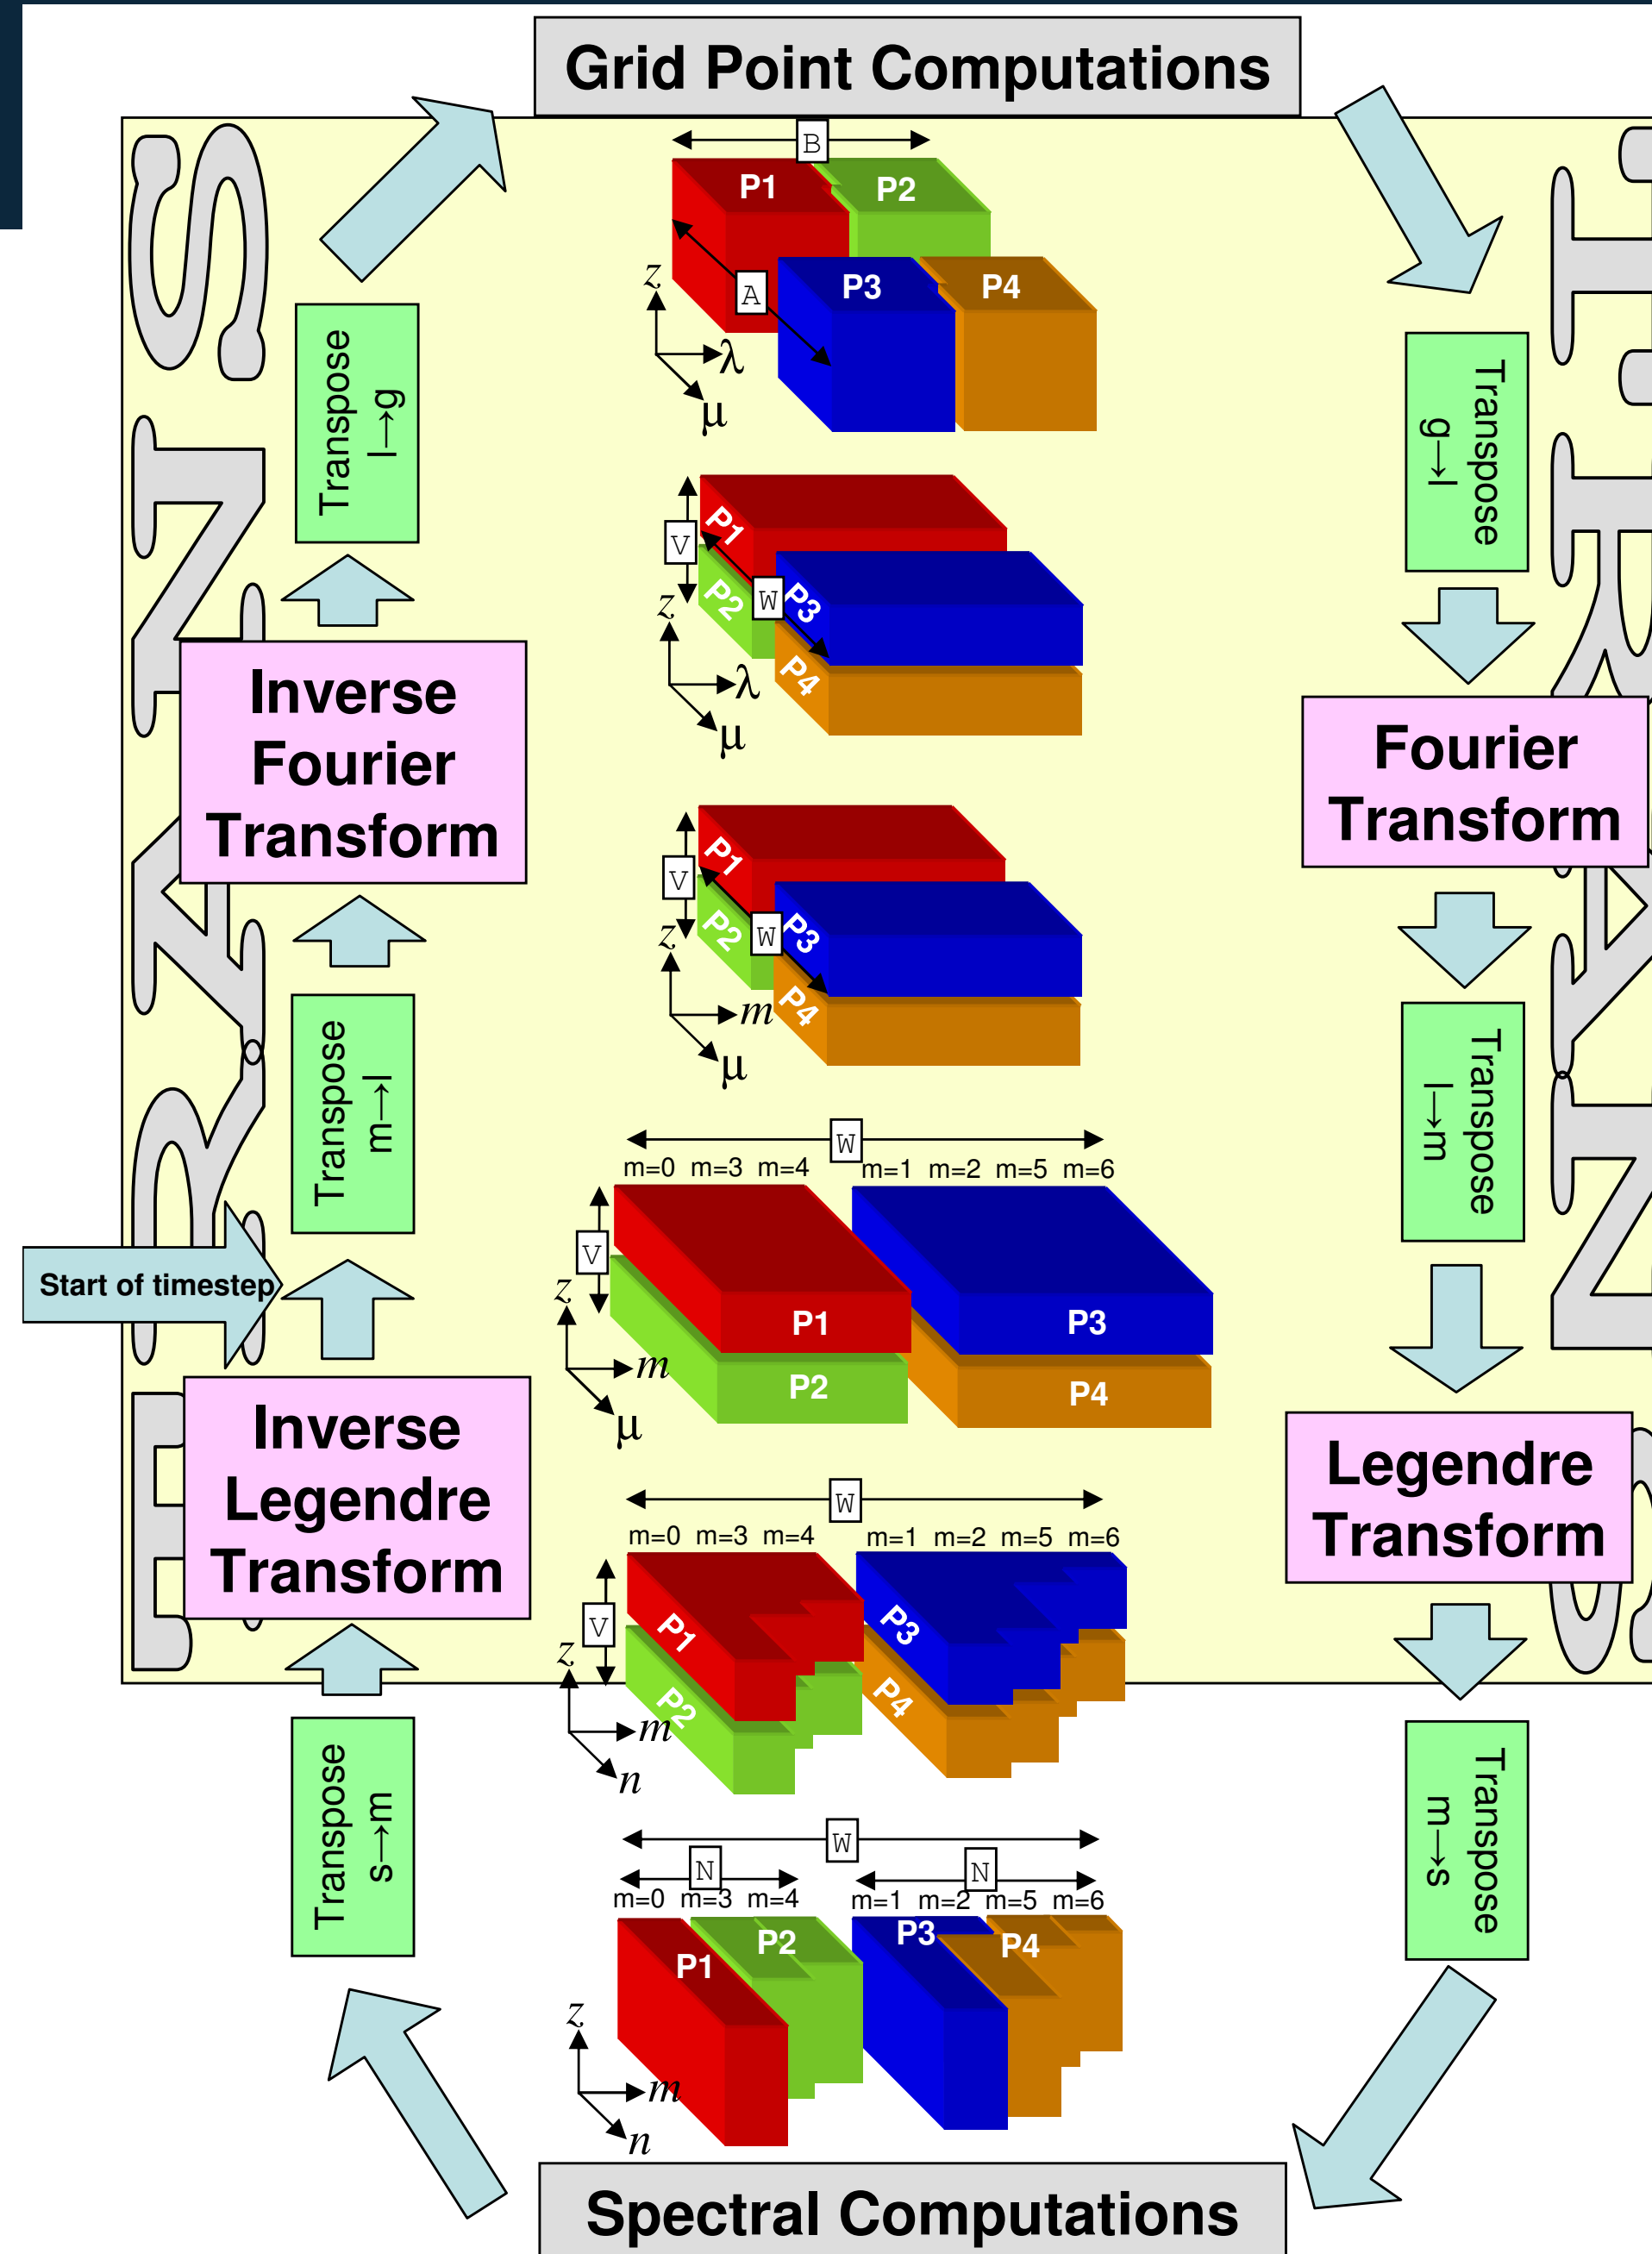 Grid Point Computations
TRANS
TRANS
B
P1
P2
A
P3
P4
z
λ
μ
Transpose
l→g
Transpose
g→l
V
P1
P2
W
P3
P4
z
λ
μ
Inverse
Fourier
Transform
Fourier
Transform
V
P1
P2
W
P3
P4
z
m
μ
Transpose
m→l
Transpose
l→m
W
m=0 m=3 m=4 m=1 m=2 m=5 m=6
V
P1
P3
P2
P4
z
m
μ
Start of timestep
Inverse
Legendre
Transform
Legendre
Transform
W
m=0 m=3 m=4 m=1 m=2 m=5 m=6
V
P1
P3
P2
P4
z
m
n
Transpose
s→m
Transpose
m→s
W
N
N
m=0 m=3 m=4 m=1 m=2 m=5 m=6
P1
P2
P3
P4
z
m
n
Spectral Computations